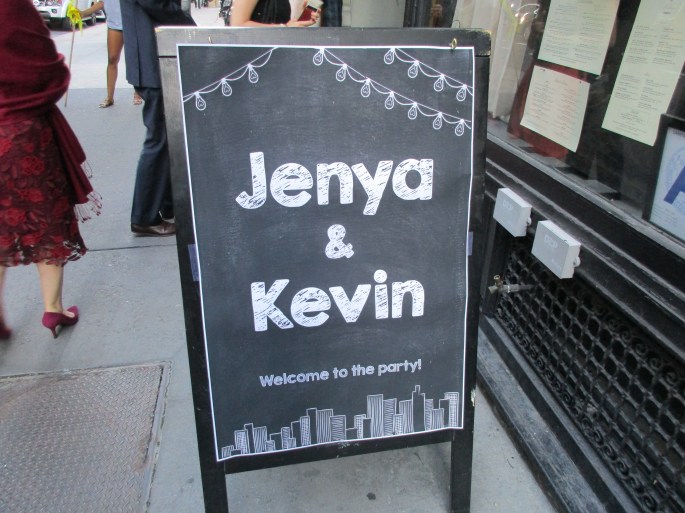 Jenya
&
Kevin
Welcome to the party!